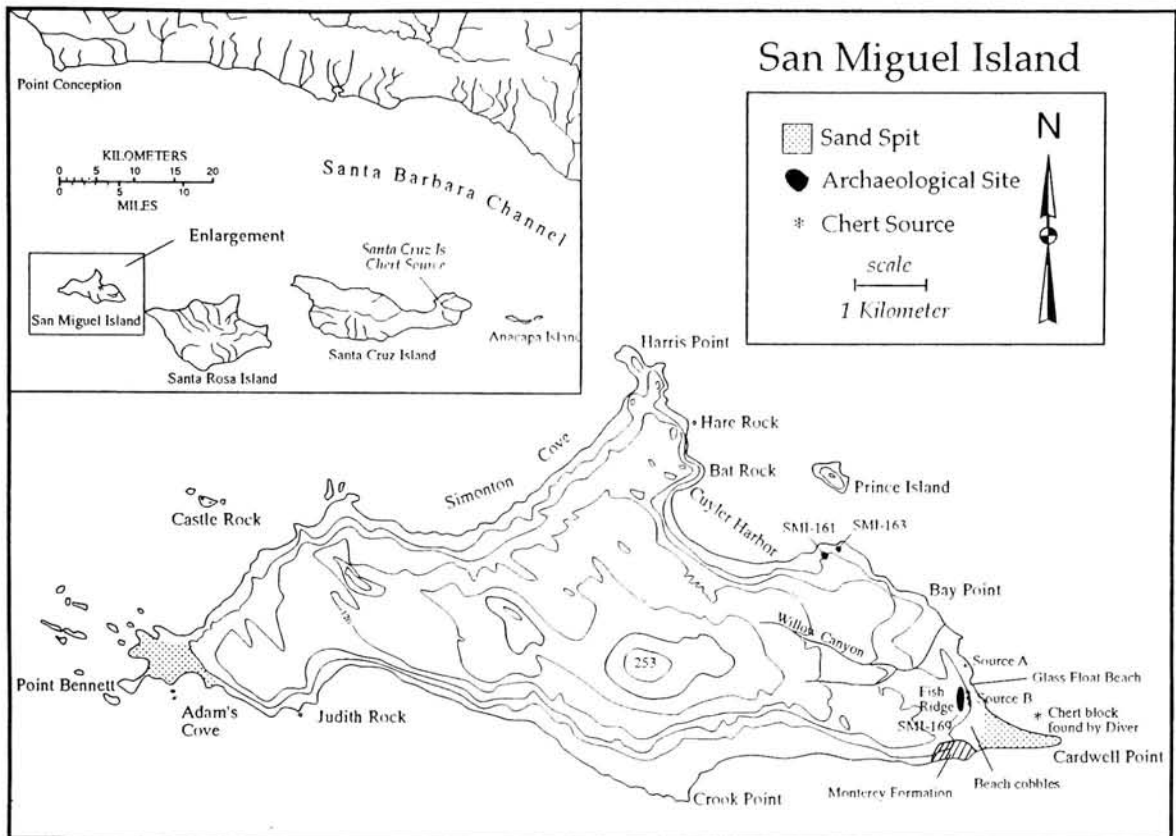 San Miguel Island
Sand Spit
Archaeological Site
* Chert Source
N
scale
1 Kilometer
Point Conception
KILOMETERS
0 5 10 15 20
0 5 10
MILES
Santa Barbara Channel
Enlargement
Santa Cruz Is
Chert Source
San Miguel Island
Santa Rosa Island
Santa Cruz Island
Anacapa Island
Harris Point
Hare Rock
Bat Rock
Prince Island
Simonton Cove
Cuyler Harbor
Castle Rock
SMI-161
SMI-163
Bay Point
Willow Canyon
120
253
Source A
Glass Float Beach
Fish
Ridge
Source B
SMI-169
* Chert block
found by Diver
Point Bennett
Adam's
Cove
Judith Rock
Cardwell Point
Crook Point
Monterey Formation
Beach cobbles